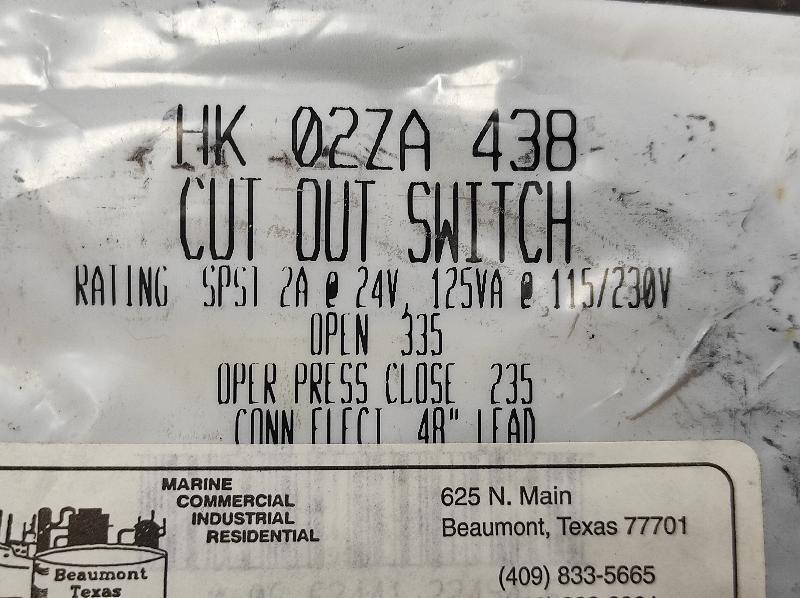 HK 02ZA 438
CUT OUT SWITCH
RATING SPST 2A @ 24V, 125VA @ 115/230V
OPEN 335
OPER PRESS CLOSE 235
CONN ELECT 48" LEAD
MARINE
COMMERCIAL
INDUSTRIAL
RESIDENTIAL
625 N. Main
Beaumont, Texas 77701
(409) 833-5665
Beaumont
Texas